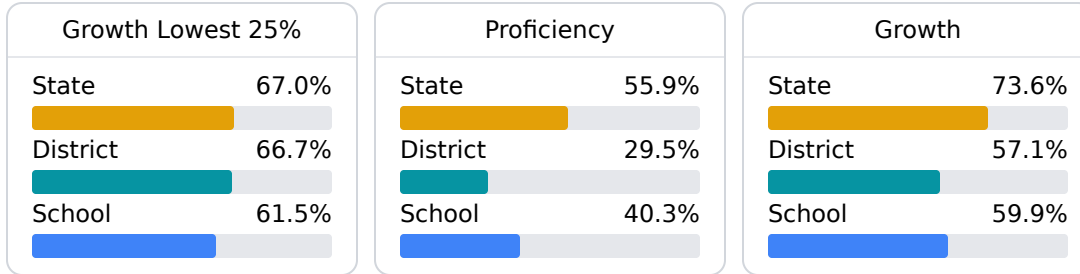 Growth Lowest 25%
State 67.0%
District 66.7%
School 61.5%
Proficiency
State 55.9%
District 29.5%
School 40.3%
Growth
State 73.6%
District 57.1%
School 59.9%